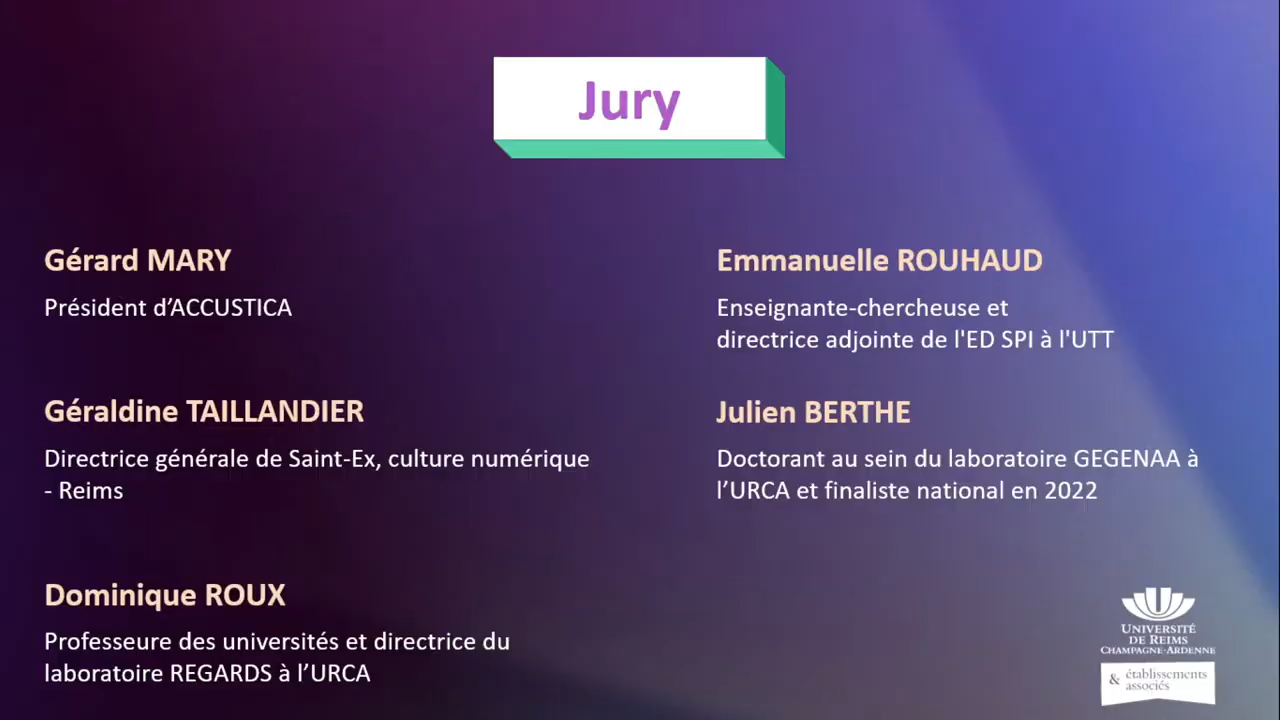 Jury
Gérard MARY
Président d’ACCUSTICA
Géraldine TAILLANDIER
Directrice générale de Saint-Ex, culture numérique
- Reims
Dominique ROUX
Professeure des universités et directrice du
laboratoire REGARDS à l’URCA
Emmanuelle ROUHAUD
Enseignante-chercheuse et
directrice adjointe de l'ED SPI à l'UTT
Julien BERTHE
Doctorant au sein du laboratoire GEGENAA à
l’URCA et finaliste national en 2022
UNIVERSITÉ
DE REIMS
CHAMPAGNE-ARDENNE
& établissements
associés